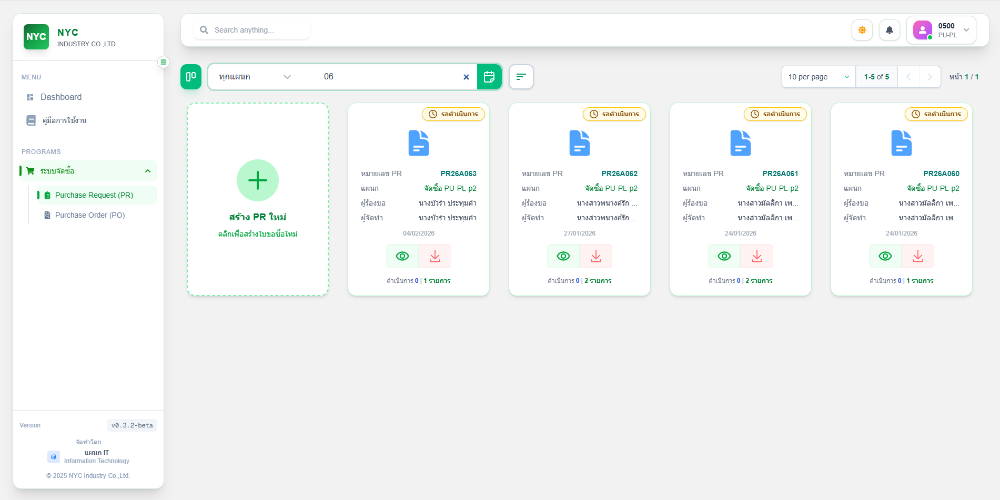 NYC
NYC
INDUSTRY CO.,LTD.
Search anything...
0500
PU-PL
MENU
Dashboard
คู่มือการใช้งาน
PROGRAMS
ระบบจัดซื้อ
Purchase Request (PR)
Purchase Order (PO)
ทุกแผนก
06
10 per page
1-5 of 5
หน้า 1 / 1
สร้าง PR ใหม่
คลิกเพื่อสร้างใบขอซื้อใหม่
รอดำเนินการ
หมายเลข PR PR26A063
แผนก จัดซื้อ PU-PL-p2
ผู้ร้องขอ นางบัวรำ ประทุมคำ
ผู้จัดทำ นางบัวรำ ประทุมคำ
04/02/2026
ดำเนินการ 0 | 1 รายการ
รอดำเนินการ
หมายเลข PR PR26A062
แผนก จัดซื้อ PU-PL-p2
ผู้ร้องขอ นางสาวพนางค์รัก ...
ผู้จัดทำ นางสาวพนางค์รัก ...
27/01/2026
ดำเนินการ 0 | 2 รายการ
รอดำเนินการ
หมายเลข PR PR26A061
แผนก จัดซื้อ PU-PL-p2
ผู้ร้องขอ นางสาวมัลลิกา เพ...
ผู้จัดทำ นางสาวมัลลิกา เพ...
24/01/2026
ดำเนินการ 0 | 2 รายการ
รอดำเนินการ
หมายเลข PR PR26A060
แผนก จัดซื้อ PU-PL-p2
ผู้ร้องขอ นางสาวมัลลิกา เพ...
ผู้จัดทำ นางสาวมัลลิกา เพ...
24/01/2026
ดำเนินการ 0 | 1 รายการ
Version v0.3.2-beta
จัดทำโดย
แผนก IT
Information Technology
© 2025 NYC Industry Co.,Ltd.